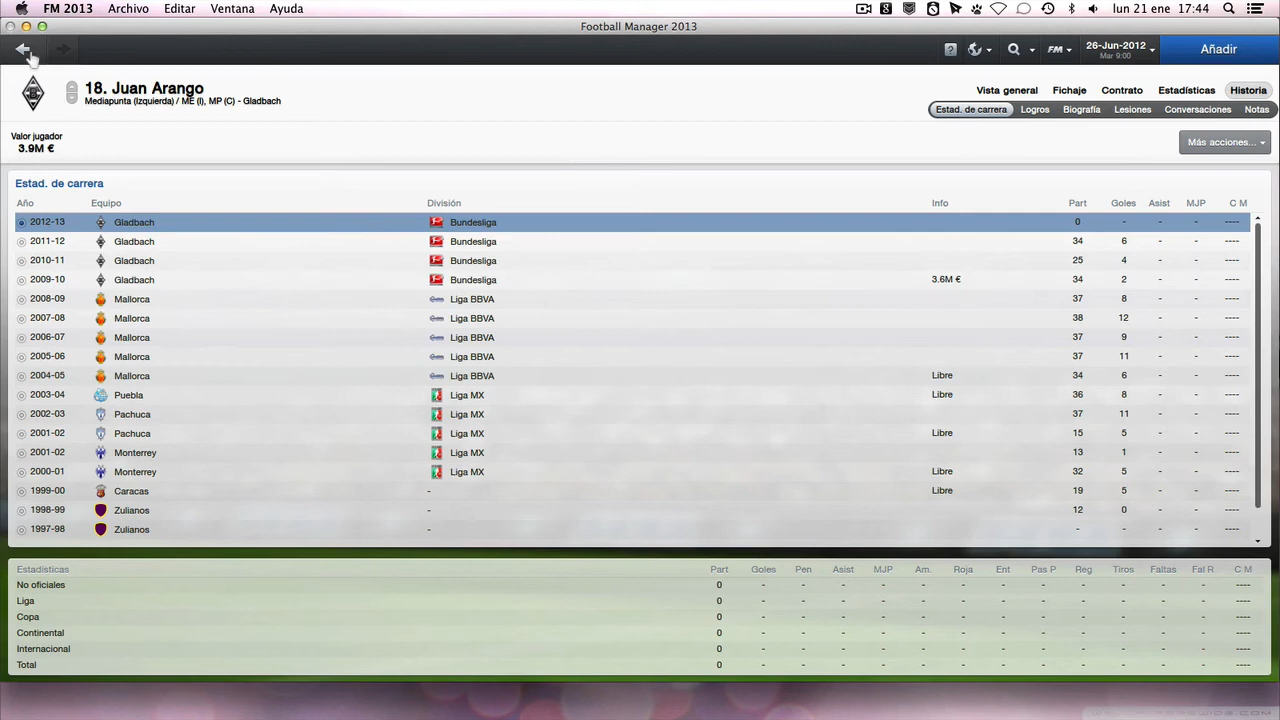 FM 2013 Archivo Editar Ventana Ayuda lun 21 ene 17:44
Football Manager 2013
FM 26-Jun-2012 Mar 9:00 Añadir
18. Juan Arango
Mediapunta (Izquierda) / ME (I), MP (C) - Gladbach
Vista general Fichaje Contrato Estadísticas Historia
Estad. de carrera Logros Biografía Lesiones Conversaciones Notas
Valor jugador
3.9M €
Más acciones...
Estad. de carrera
Año Equipo División Info Part Goles Asist MJP C M
2012-13 Gladbach Bundesliga 0 - - - ----
2011-12 Gladbach Bundesliga 34 6 - - ----
2010-11 Gladbach Bundesliga 25 4 - - ----
2009-10 Gladbach Bundesliga 3.6M € 34 2 - - ----
2008-09 Mallorca Liga BBVA 37 8 - - ----
2007-08 Mallorca Liga BBVA 38 12 - - ----
2006-07 Mallorca Liga BBVA 37 9 - - ----
2005-06 Mallorca Liga BBVA 37 11 - - ----
2004-05 Mallorca Liga BBVA Libre 34 6 - - ----
2003-04 Puebla Liga MX Libre 36 8 - - ----
2002-03 Pachuca Liga MX 37 11 - - ----
2001-02 Pachuca Liga MX Libre 15 5 - - ----
2001-02 Monterrey Liga MX 13 1 - - ----
2000-01 Monterrey Liga MX Libre 32 5 - - ----
1999-00 Caracas - Libre 19 5 - - ----
1998-99 Zulianos - 12 0 - - ----
1997-98 Zulianos - - - - - ----
Estadísticas Part Goles Pen Asist MJP Am. Roja Ent Pas P Reg Tiros Faltas Fal R C M
No oficiales 0 - - - - - - - - - - - - ----
Liga 0 - - - - - - - - - - - - ----
Copa 0 - - - - - - - - - - - - ----
Continental 0 - - - - - - - - - - - - ----
Internacional 0 - - - - - - - - - - - - ----
Total 0 - - - - - - - - - - - - ----